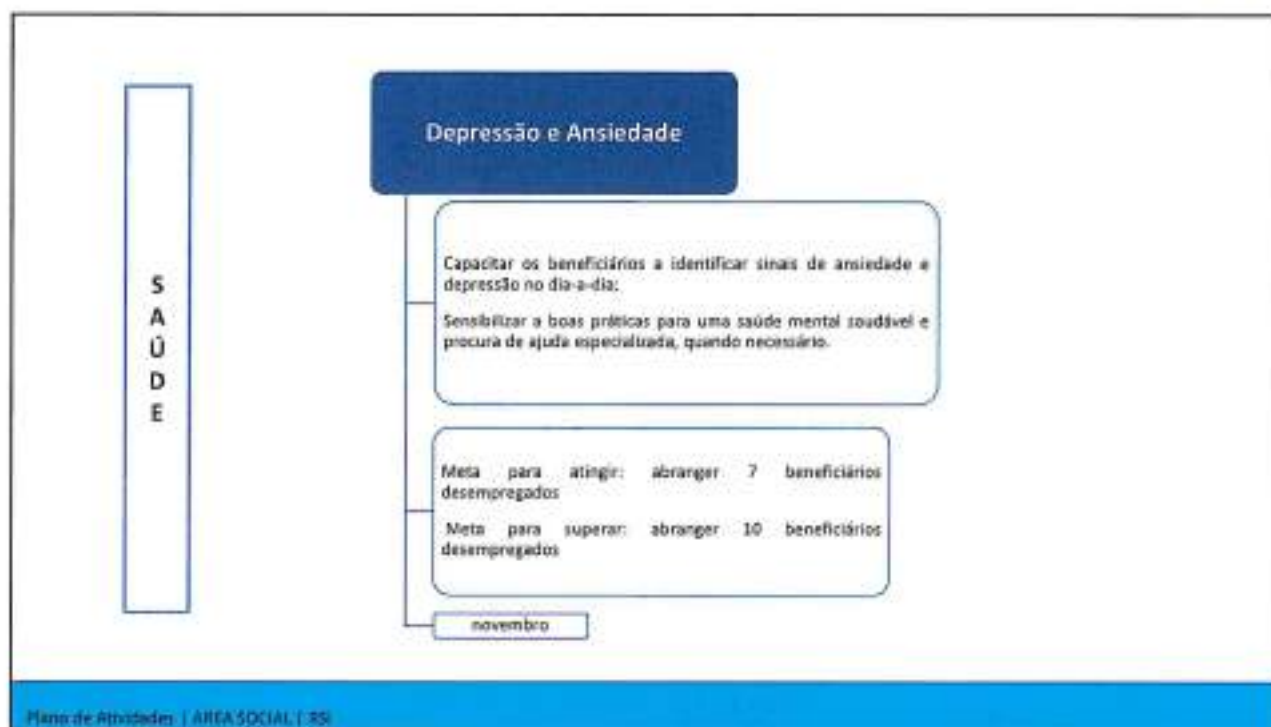 S
A
Ú
D
E
Depressão e Ansiedade
Capacitar os beneficiários a identificar sinais de ansiedade e
depressão no dia-a-dia;
Sensibilizar a boas práticas para uma saúde mental saudável e
procura de ajuda especializada, quando necessário.
Meta para atingir: abranger 7 beneficiários
desempregados
Meta para superar: abranger 10 beneficiários
desempregados
novembro
Plano de Atividades | AREA SOCIAL | RSI